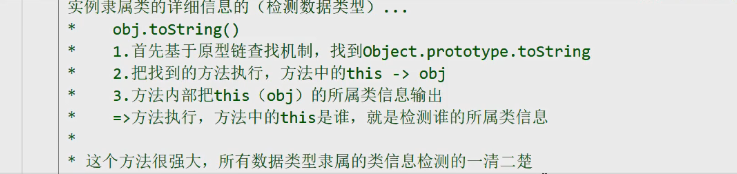 实例隶属类的详细信息的（检测数据类型）...
* obj.toString()
* 1.首先基于原型链查找机制，找到Object.prototype.toString
* 2.把找到的方法执行，方法中的this -> obj
* 3.方法内部把this（obj）的所属类信息输出
* =>方法执行，方法中的this是谁，就是检测谁的所属类信息
*
* 这个方法很强大，所有数据类型隶属的类信息检测的一清二楚